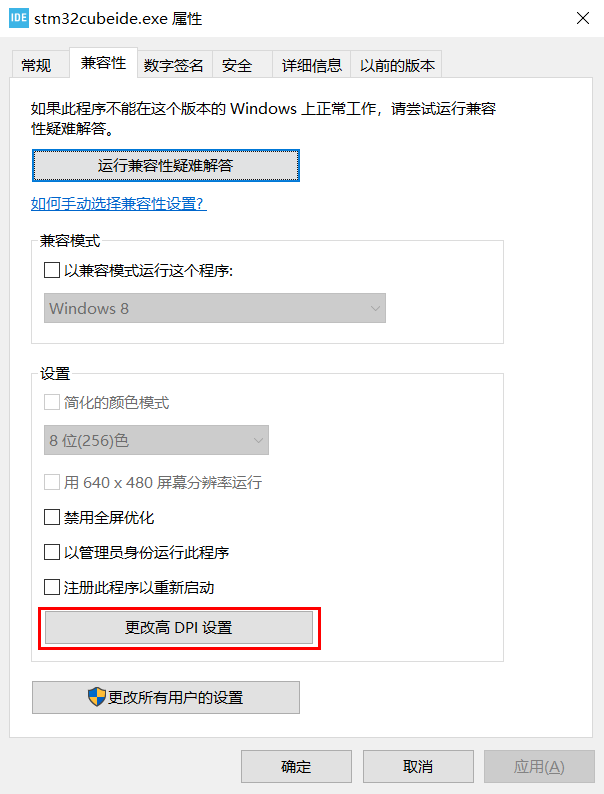 IDE stm32cubeide.exe 属性
常规 兼容性 数字签名 安全 详细信息 以前的版本
如果此程序不能在这个版本的 Windows 上正常工作，请尝试运行兼容
性疑难解答。
运行兼容性疑难解答
如何手动选择兼容性设置?
兼容模式
以兼容模式运行这个程序:
Windows 8
设置
简化的颜色模式
8 位(256)色
用 640 x 480 屏幕分辨率运行
禁用全屏优化
以管理员身份运行此程序
注册此程序以重新启动
更改高 DPI 设置
更改所有用户的设置
确定 取消 应用(A)